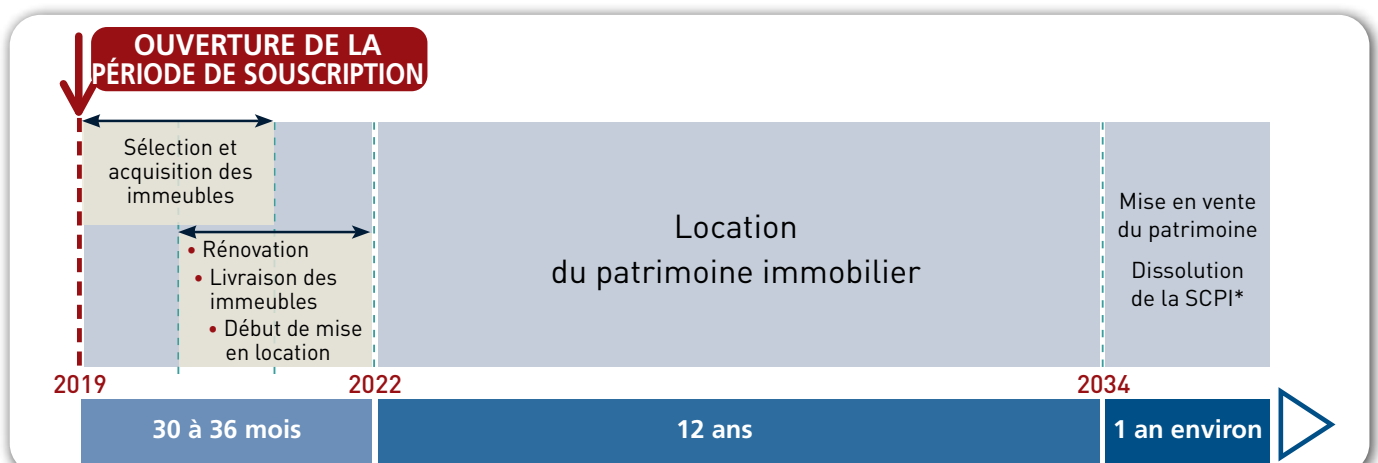 OUVERTURE DE LA
PÉRIODE DE SOUSCRIPTION
Sélection et
acquisition des
immeubles
• Rénovation
• Livraison des
immeubles
• Début de mise
en location
Location
du patrimoine immobilier
Mise en vente
du patrimoine
Dissolution
de la SCPI*
2019
2022
2034
30 à 36 mois
12 ans
1 an environ